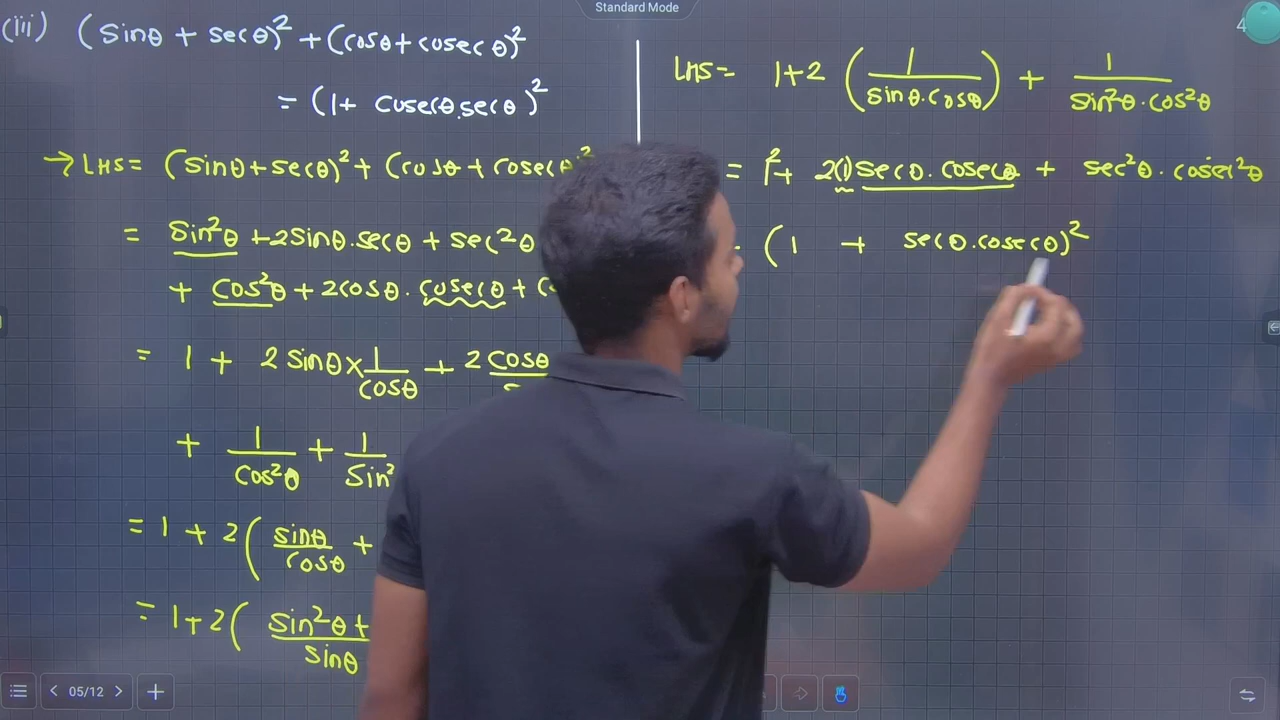 Standard Mode
4
(iii) (sinθ + secθ)² + (cosθ + cosecθ)²
= (1 + cosecθ.secθ)²
→ LHS = (sinθ + secθ)² + (cosθ + cosecθ)²
= sin²θ + 2sinθ.secθ + sec²θ
+ cos²θ + 2cosθ. cosecθ +
= 1 + 2 sinθ × 1/cosθ + 2 cosθ
+ 1/cos²θ + 1/sin²
= 1 + 2( sinθ/cosθ +
= 1+2( sin²θ + / sinθ
LHS = 1+2 (1/sinθ.cosθ) + 1/sin²θ.cos²θ
= 1² + 2(1) secθ. cosecθ + sec²θ. cosec²θ
(1 + secθ.cosecθ)²
05/12